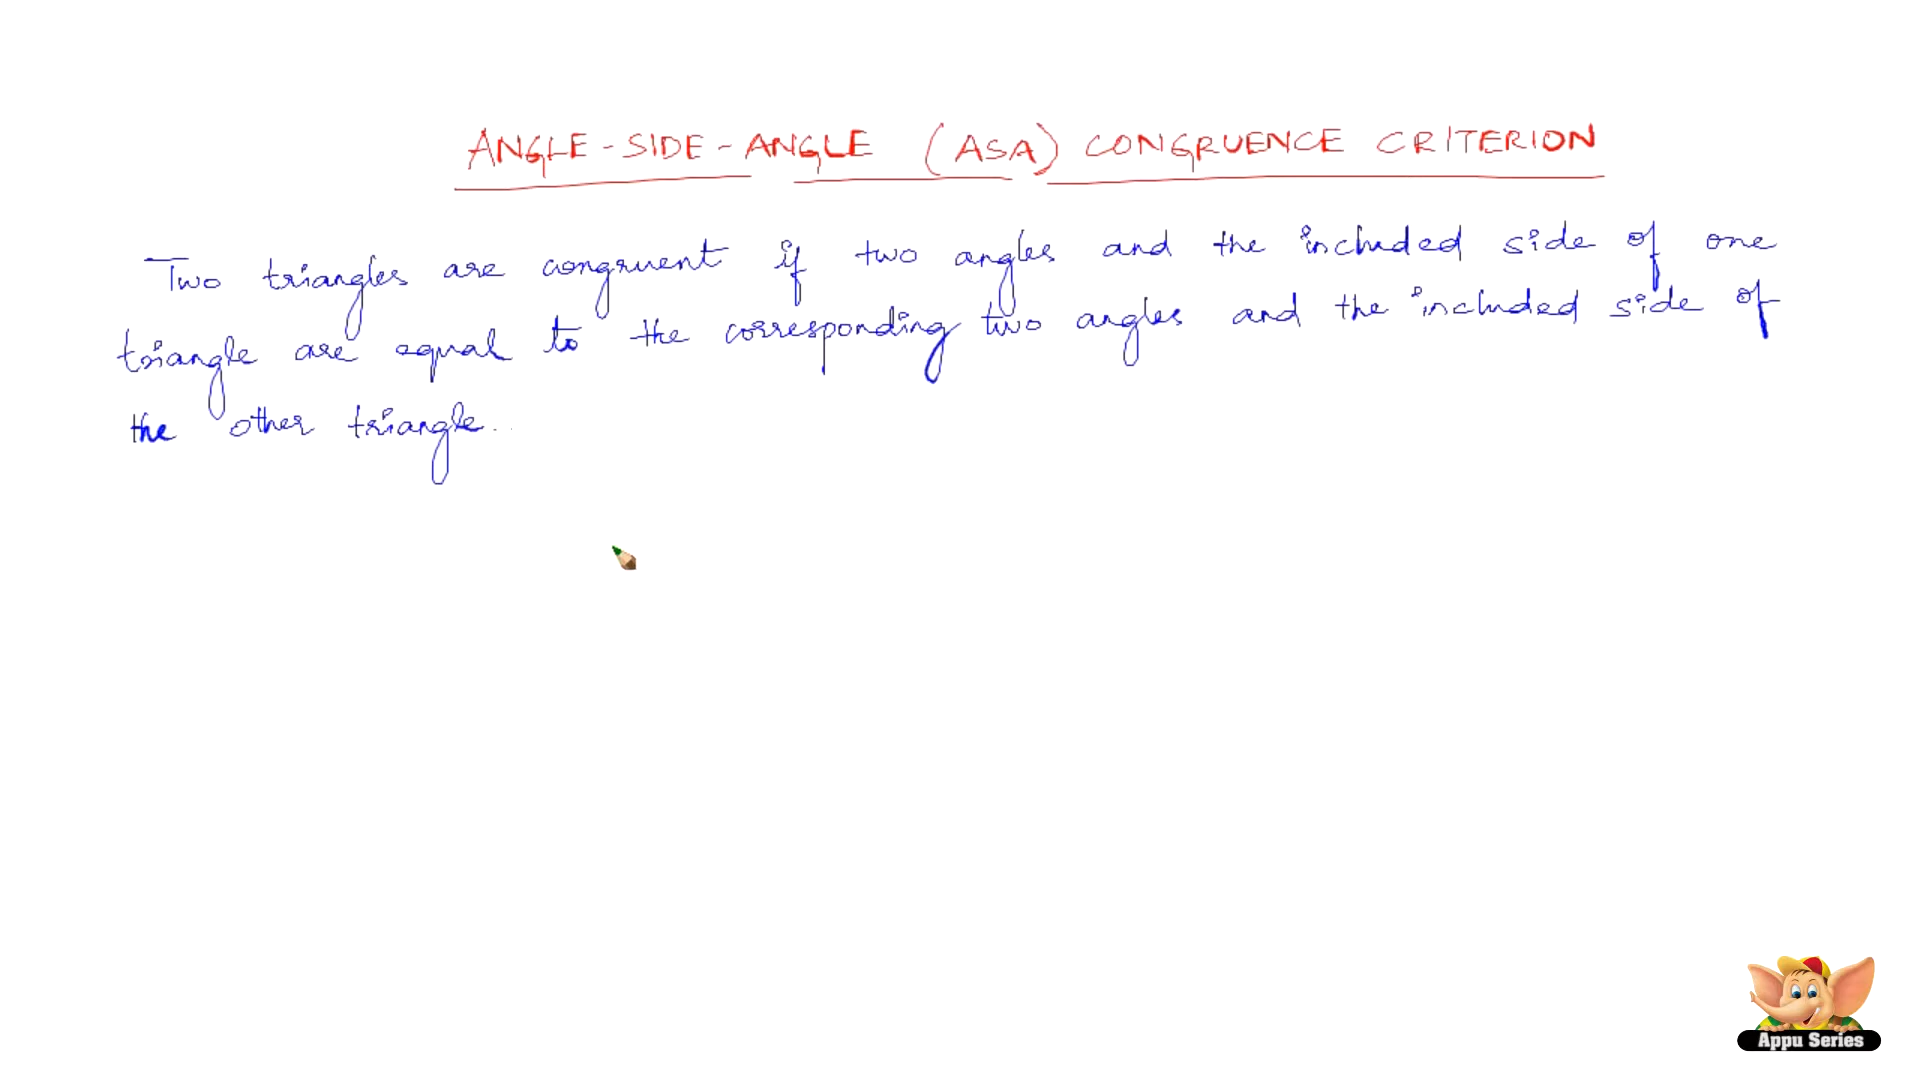 ANGLE-SIDE-ANGLE (ASA) CONGRUENCE CRITERION
Two triangles are congruent if two angles and the included side of one
triangle are equal to the corresponding two angles and the included side of
the other triangle.
Appu Series